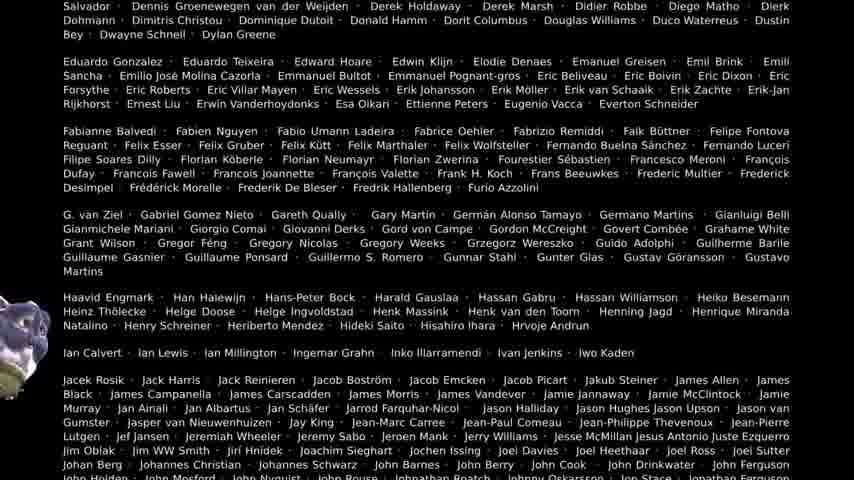 Salvador · Dennis Groenewegen van der Weijden · Derek Holdaway · Derek Marsh · Didier Robbe · Diego Matho · Dierk
Dohmann · Dimitris Christou · Dominique Dutoit · Donald Hamm · Dorit Columbus · Douglas Williams · Duco Waterreus · Dustin
Bey · Dwayne Schnell · Dylan Greene
Eduardo Gonzalez · Eduardo Teixeira · Edward Hoare · Edwin Klijn · Elodie Denaes · Emanuel Greisen · Emil Brink · Emili
Sancha · Emilio José Molina Cazorla · Emmanuel Bultot · Emmanuel Pognant-gros · Eric Beliveau · Eric Boivin · Eric Dixon · Eric
Forsythe · Eric Roberts · Eric Villar Mayen · Eric Wessels · Erik Johansson · Erik Möller · Erik van Schaaik · Erik Zachte · Erik-Jan
Rijkhorst · Ernest Liu · Erwin Vanderhoydonks · Esa Oikari · Ettienne Peters · Eugenio Vacca · Everton Schneider
Fabianne Balvedi · Fabien Nguyen · Fabio Umann Ladeira · Fabrice Oehler · Fabrizio Remiddi · Faik Büttner · Felipe Fontova
Reguant · Felix Esser · Felix Gruber · Felix Kütt · Felix Marthaler · Felix Wolfsteller · Fernando Buelna Sánchez · Fernando Luceri
Filipe Soares Dilly · Florian Köberle · Florian Neumayr · Florian Zwerina · Fourestier Sébastien · Francesco Meroni · François
Dufay · Francois Fawell · Francois Joannette · François Valette · Frank H. Koch · Frans Beeuwkes · Frederic Multier · Frederick
Desimpel · Frédérick Morelle · Frederik De Bleser · Fredrik Hallenberg · Furio Azzolini
G. van Ziel · Gabriel Gomez Nieto · Gareth Qually · Gary Martin · Germán Alonso Tamayo · Germano Martins · Gianluigi Belli
Gianmichele Mariani · Giorgio Comai · Giovanni Derks · Gord von Campe · Gordon McCreight · Govert Combée · Grahame White
Grant Wilson · Gregor Féng · Gregory Nicolas · Gregory Weeks · Grzegorz Wereszko · Guido Adolphi · Guilherme Barile
Guillaume Gasnier · Guillaume Ponsard · Guillermo S. Romero · Gunnar Stahl · Gunter Glas · Gustav Göransson · Gustavo
Martins
Haavid Engmark · Han Halewijn · Hans-Peter Bock · Harald Gauslaa · Hassan Gabru · Hassan Williamson · Heiko Besemann
Heinz Thölecke · Helge Doose · Helge Ingvoldstad · Henk Massink · Henk van den Toorn · Henning Jagd · Henrique Miranda
Natalino · Henry Schreiner · Heriberto Mendez · Hideki Saito · Hisahiro Ihara · Hrvoje Andrun
Ian Calvert · Ian Lewis · Ian Millington · Ingemar Grahn · Inko Illarramendi · Ivan Jenkins · Iwo Kaden
Jacek Rosik · Jack Harris · Jack Reinieren · Jacob Boström · Jacob Emcken · Jacob Picart · Jakub Steiner · James Allen · James
Black · James Campanella · James Carscadden · James Morris · James Vandever · Jamie Jannaway · Jamie McClintock · Jamie
Murray · Jan Ainali · Jan Albartus · Jan Schäfer · Jarrod Farquhar-Nicol · Jason Halliday · Jason Hughes Jason Upson · Jason van
Gumster · Jasper van Nieuwenhuizen · Jay King · Jean-Marc Carree · Jean-Paul Comeau · Jean-Philippe Thevenoux · Jean-Pierre
Lutgen · Jef Jansen · Jeremiah Wheeler · Jeremy Sabo · Jeroen Mank · Jerry Williams · Jesse McMillan Jesus Antonio Juste Ezquerro
Jim Oblak · Jim WW Smith · Jirí Hnídek · Joachim Sieghart · Jochen Issing · Joel Davies · Joel Heethaar · Joel Ross · Joel Sutter
Johan Berg · Johannes Christian · Johannes Schwarz · John Barnes · John Berry · John Cook · John Drinkwater · John Ferguson
John Holden · John Mosford · John Nyquist · John Rouse · Johnathan Roatch · Johnny Oskarsson · Jon Stace · Jonathan Ferguson